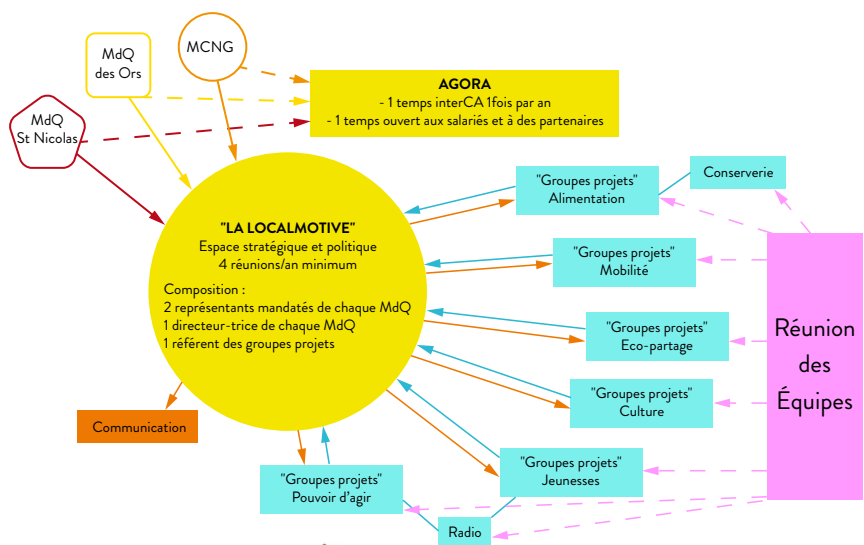 MCNG
MdQ
des Ors
MdQ
St Nicolas
AGORA
- 1 temps interCA 1fois par an
- 1 temps ouvert aux salariés et à des partenaires
"LA LOCALMOTIVE"
Espace stratégique et politique
4 réunions/an minimum
Composition :
2 représentants mandatés de chaque MdQ
1 directeur-trice de chaque MdQ
1 référent des groupes projets
Communication
"Groupes projets"
Alimentation
Conserverie
"Groupes projets"
Mobilité
"Groupes projets"
Eco-partage
"Groupes projets"
Culture
"Groupes projets"
Jeunesses
"Groupes projets"
Pouvoir d'agir
Radio
Réunion
des
Équipes